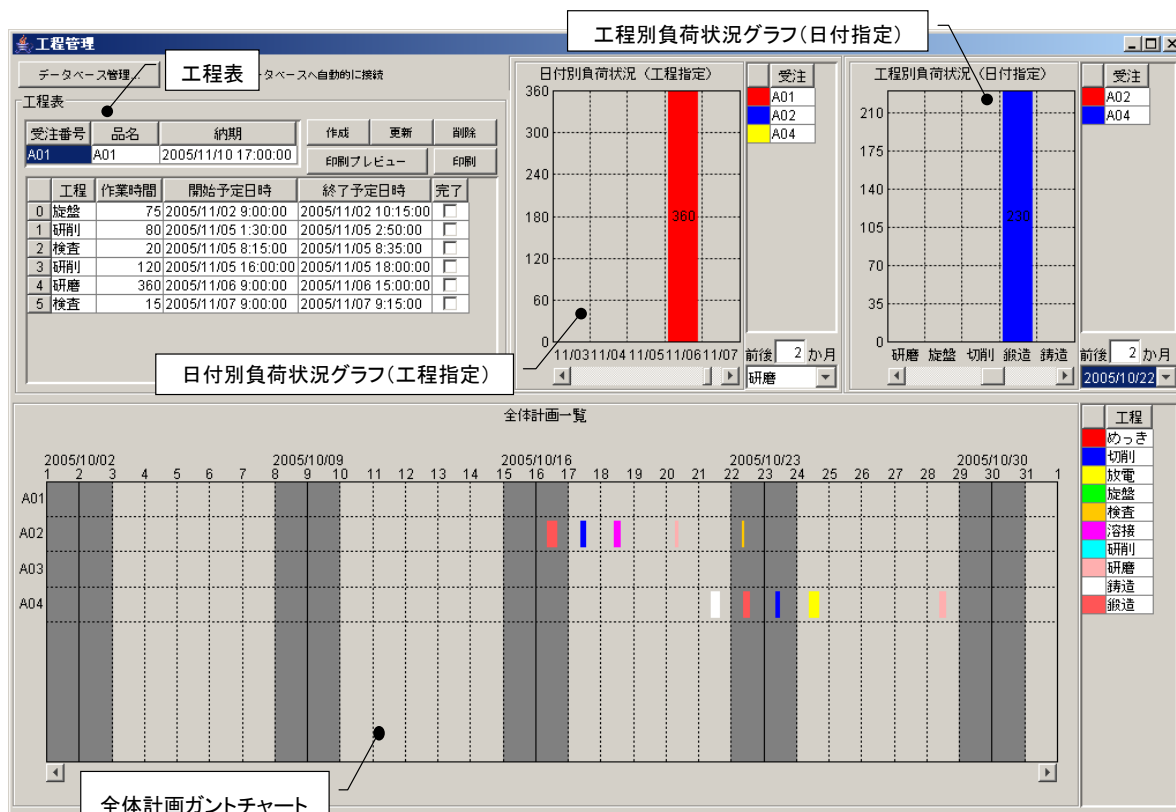 工程別負荷状況グラフ(日付指定)
工程管理
データベース管理...
工程表
タベースへ自動的に接続
工程表
受注番号 品名 納期
A01 A01 2005/11/10 17:00:00
作成 更新 削除
印刷プレビュー 印刷
工程 作業時間 開始予定日時 終了予定日時 完了
0 旋盤 75 2005/11/02 9:00:00 2005/11/02 10:15:00
1 研削 80 2005/11/05 1:30:00 2005/11/05 2:50:00
2 検査 20 2005/11/05 8:15:00 2005/11/05 8:35:00
3 研削 120 2005/11/05 16:00:00 2005/11/05 18:00:00
4 研磨 360 2005/11/06 9:00:00 2005/11/06 15:00:00
5 検査 15 2005/11/07 9:00:00 2005/11/07 9:15:00
日付別負荷状況グラフ(工程指定)
日付別負荷状況(工程指定)
360
300
240
180
120
60
0
360
11/03 11/04 11/05 11/06 11/07
受注
A01
A02
A04
前後 2 か月
研磨
工程別負荷状況(日付指定)
210
175
140
105
70
35
0
230
研磨 旋盤 切削 鍛造 鋳造
受注
A02
A04
前後 2 か月
2005/10/22
全体計画一覧
2005/10/02 2005/10/09 2005/10/16 2005/10/23 2005/10/30
1 2 3 4 5 6 7 8 9 10 11 12 13 14 15 16 17 18 19 20 21 22 23 24 25 26 27 28 29 30 31 1
A01
A02
A03
A04
工程
めっき
切削
放電
旋盤
検査
溶接
研削
研磨
鋳造
鍛造
全体計画ガントチャート